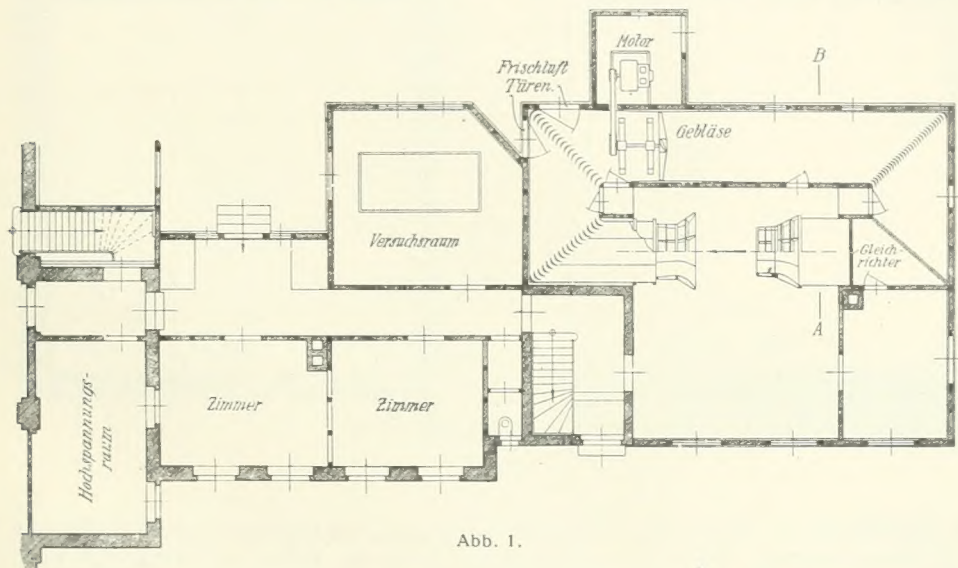 Motor
B
Frischluft
Türen.
Gebläse
Versuchsraum
Gleich
richter
A
Hochspannungs-
raum
Zimmer
Zimmer
Abb. 1.